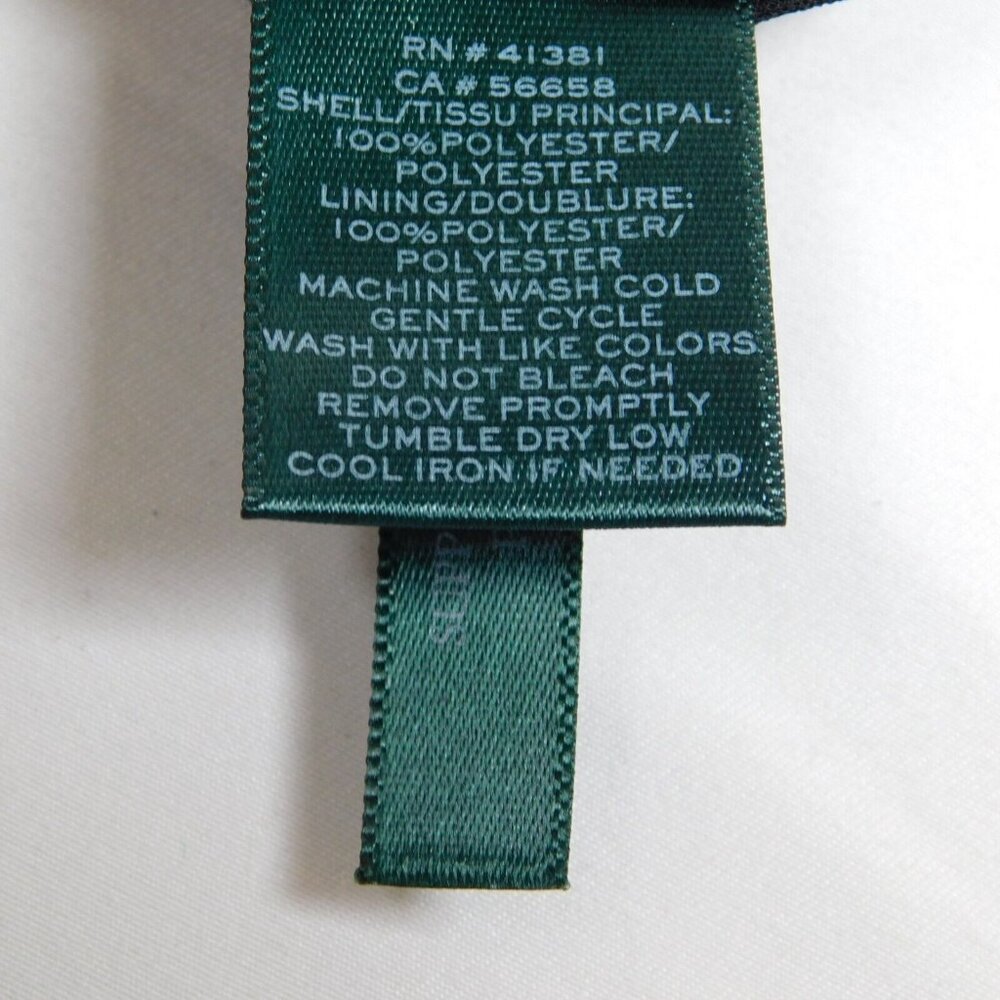 RN # 41381
CA # 56658
SHELL/TISSU PRINCIPAL:
100%POLYESTER/
POLYESTER
LINING/DOUBLURE:
100%POLYESTER/
POLYESTER
MACHINE WASH COLD
GENTLE CYCLE
WASH WITH LIKE COLORS
DO NOT BLEACH
REMOVE PROMPTLY
TUMBLE DRY LOW
COOL IRON IF NEEDED